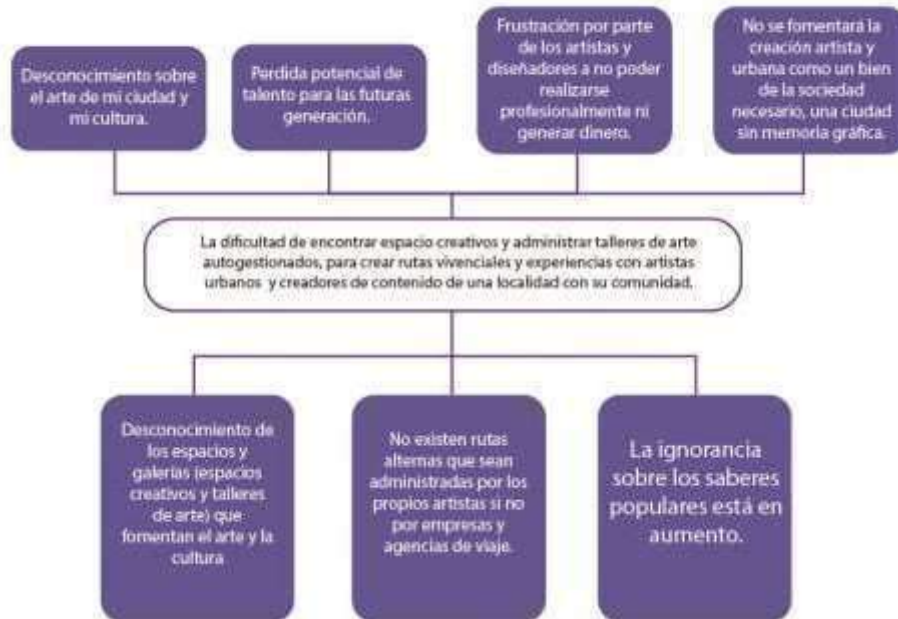 Desconocimiento sobre
el arte de mi ciudad y
mi cultura.
Perdida potencial de
talento para las futuras
generación.
Frustración por parte
de los artistas y
diseñadores a no poder
realizarse
profesionalmente ni
generar dinero.
No se fomentará la
creación artista y
urbana como un bien
de la sociedad
necesario, una ciudad
sin memoria gráfica.
La dificultad de encontrar espacio creativos y administrar talleres de arte
autogestionados, para crear rutas vivenciales y experiencias con artistas
urbanos y creadores de contenido de una localidad con su comunidad.
Desconocimiento de
los espacios y
galerías (espacios
creativos y talleres
de arte) que
fomentan el arte y la
cultura
No existen rutas
alternas que sean
administradas por los
propios artistas si no
por empresas y
agencias de viaje.
La ignorancia
sobre los saberes
populares está en
aumento.